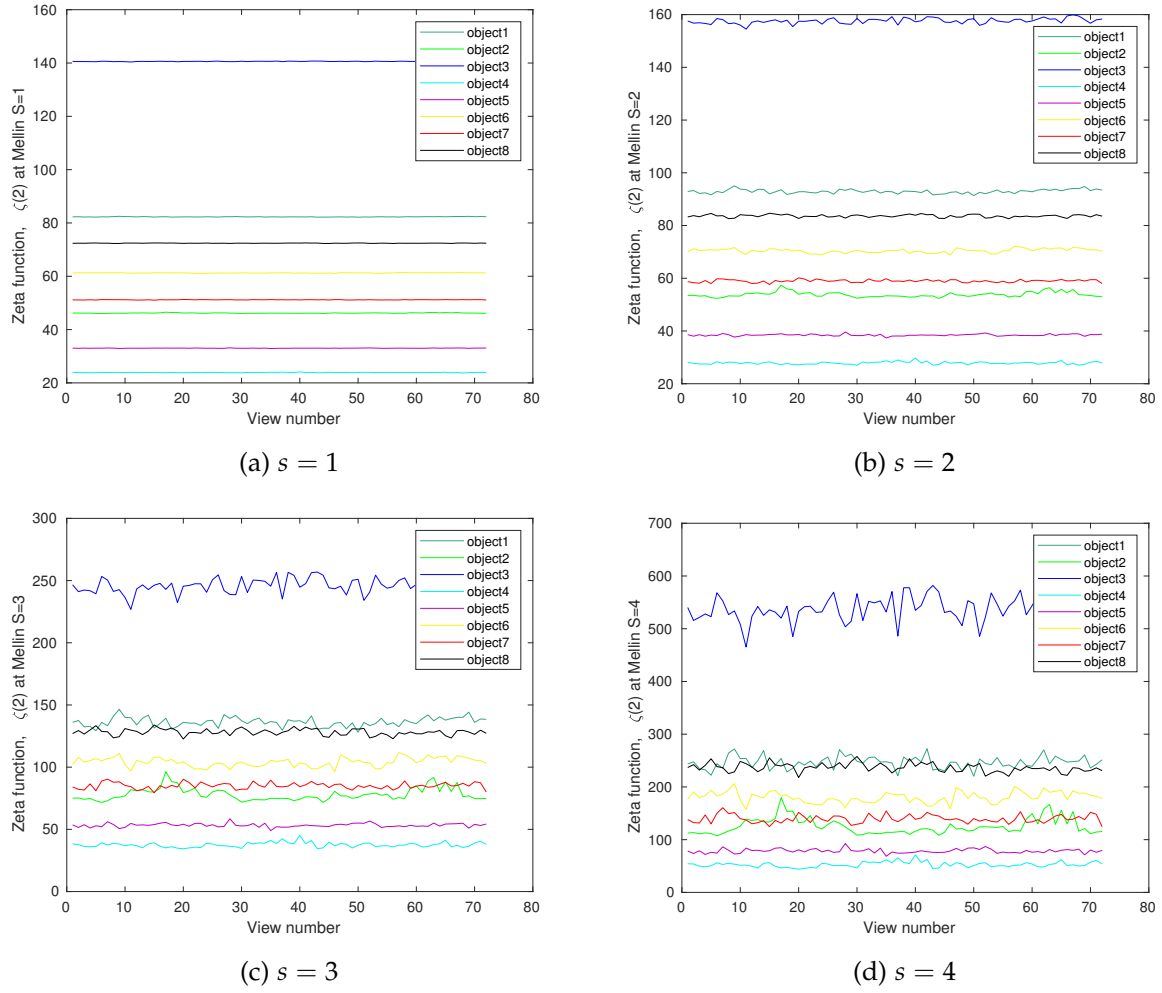 160
140
120
100
80
60
40
20
0
10
20
30
40
50
60
70
80
Zeta function, ζ(2) at Mellin S=1
View number
object1
object2
object3
object4
object5
object6
object7
object8
(a) s = 1
160
140
120
100
80
60
40
20
0
10
20
30
40
50
60
70
80
Zeta function, ζ(2) at Mellin S=2
View number
object1
object2
object3
object4
object5
object6
object7
object8
(b) s = 2
300
250
200
150
100
50
0
0
10
20
30
40
50
60
70
80
Zeta function, ζ(2) at Mellin S=3
View number
object1
object2
object3
object4
object5
object6
object7
object8
(c) s = 3
700
600
500
400
300
200
100
0
0
10
20
30
40
50
60
70
80
Zeta function, ζ(2) at Mellin S=4
View number
object1
object2
object3
object4
object5
object6
object7
object8
(d) s = 4